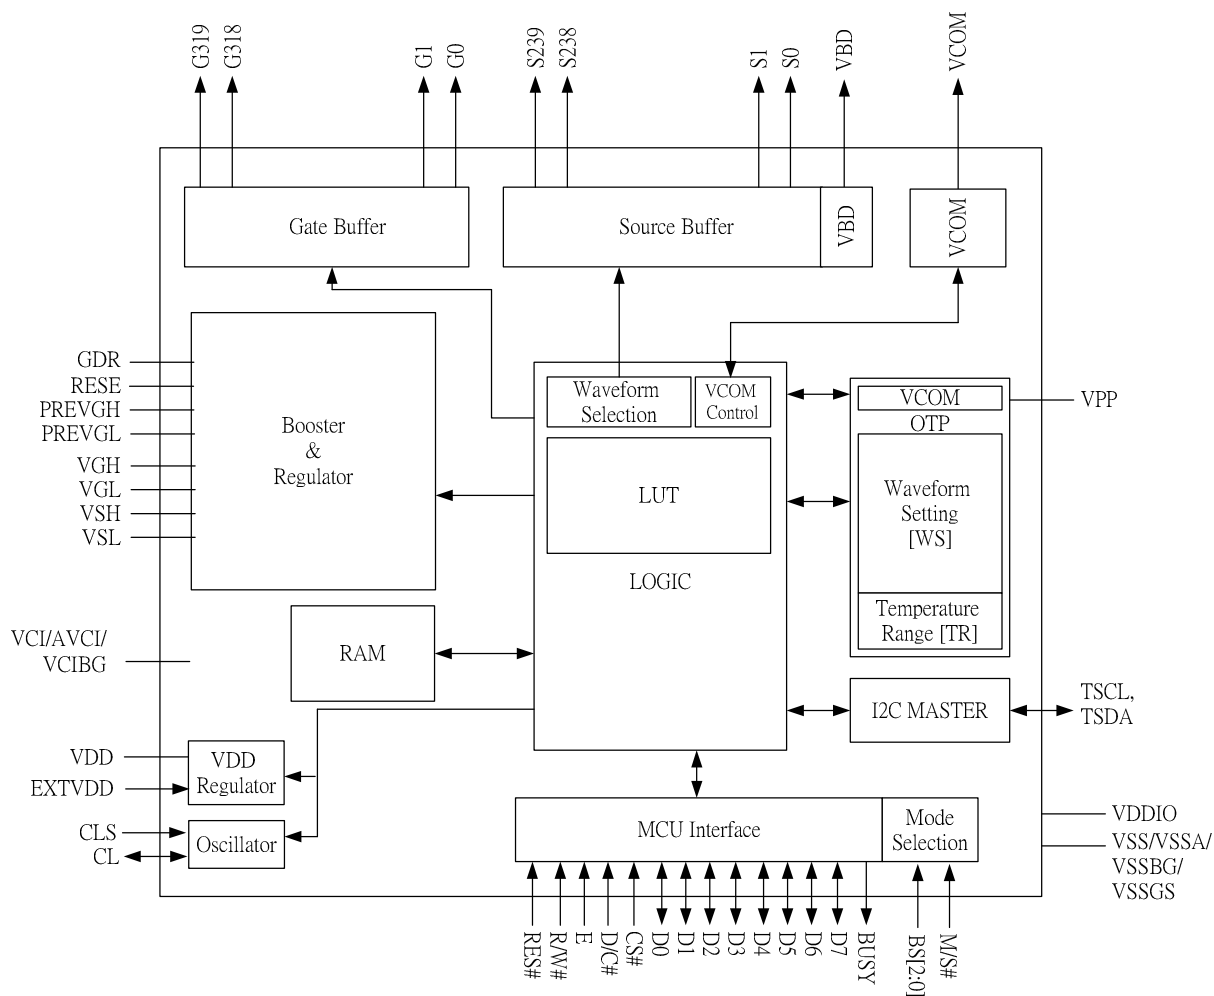 G319
G318
G1
G0
S239
S238
S1
S0
VBD
VCOM
Gate Buffer
Source Buffer
VBD
VCOM
GDR
RESE
PREVGH
PREVGL
VGH
VGL
VSH
VSL
Booster
&
Regulator
Waveform
Selection
VCOM
Control
LUT
LOGIC
VCOM
OTP
Waveform
Setting
[WS]
Temperature
Range [TR]
VPP
VCI/AVCI/
VCIBG
RAM
I2C MASTER
TSCL,
TSDA
VDD
EXTVDD
VDD
Regulator
CLS
CL
Oscillator
MCU Interface
Mode
Selection
VDDIO
VSS/VSSA/
VSSBG/
VSSGS
RES#
R/W#
E
D/C#
CS#
D0
D1
D2
D3
D4
D5
D6
D7
BUSY
BS[2:0]
M/S#